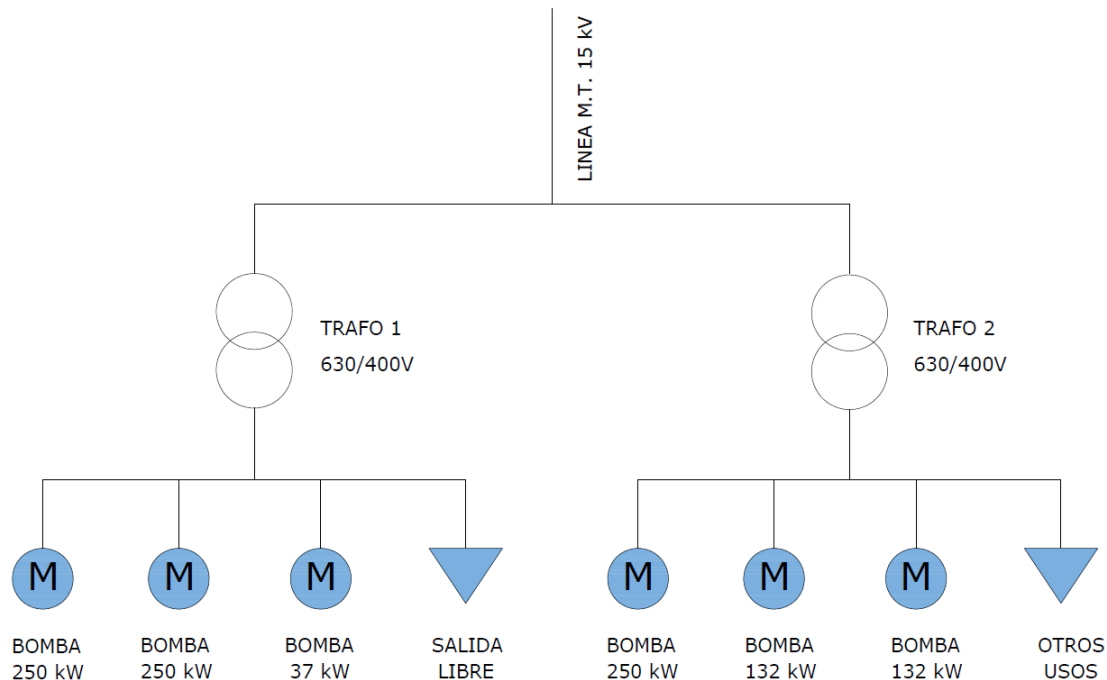 LINEA M.T. 15 kV
TRAFO 1
630/400V
TRAFO 2
630/400V
M
M
M
M
M
M
BOMBA
250 kW
BOMBA
250 kW
BOMBA
37 kW
SALIDA
LIBRE
BOMBA
250 kW
BOMBA
132 kW
BOMBA
132 kW
OTROS
USOS